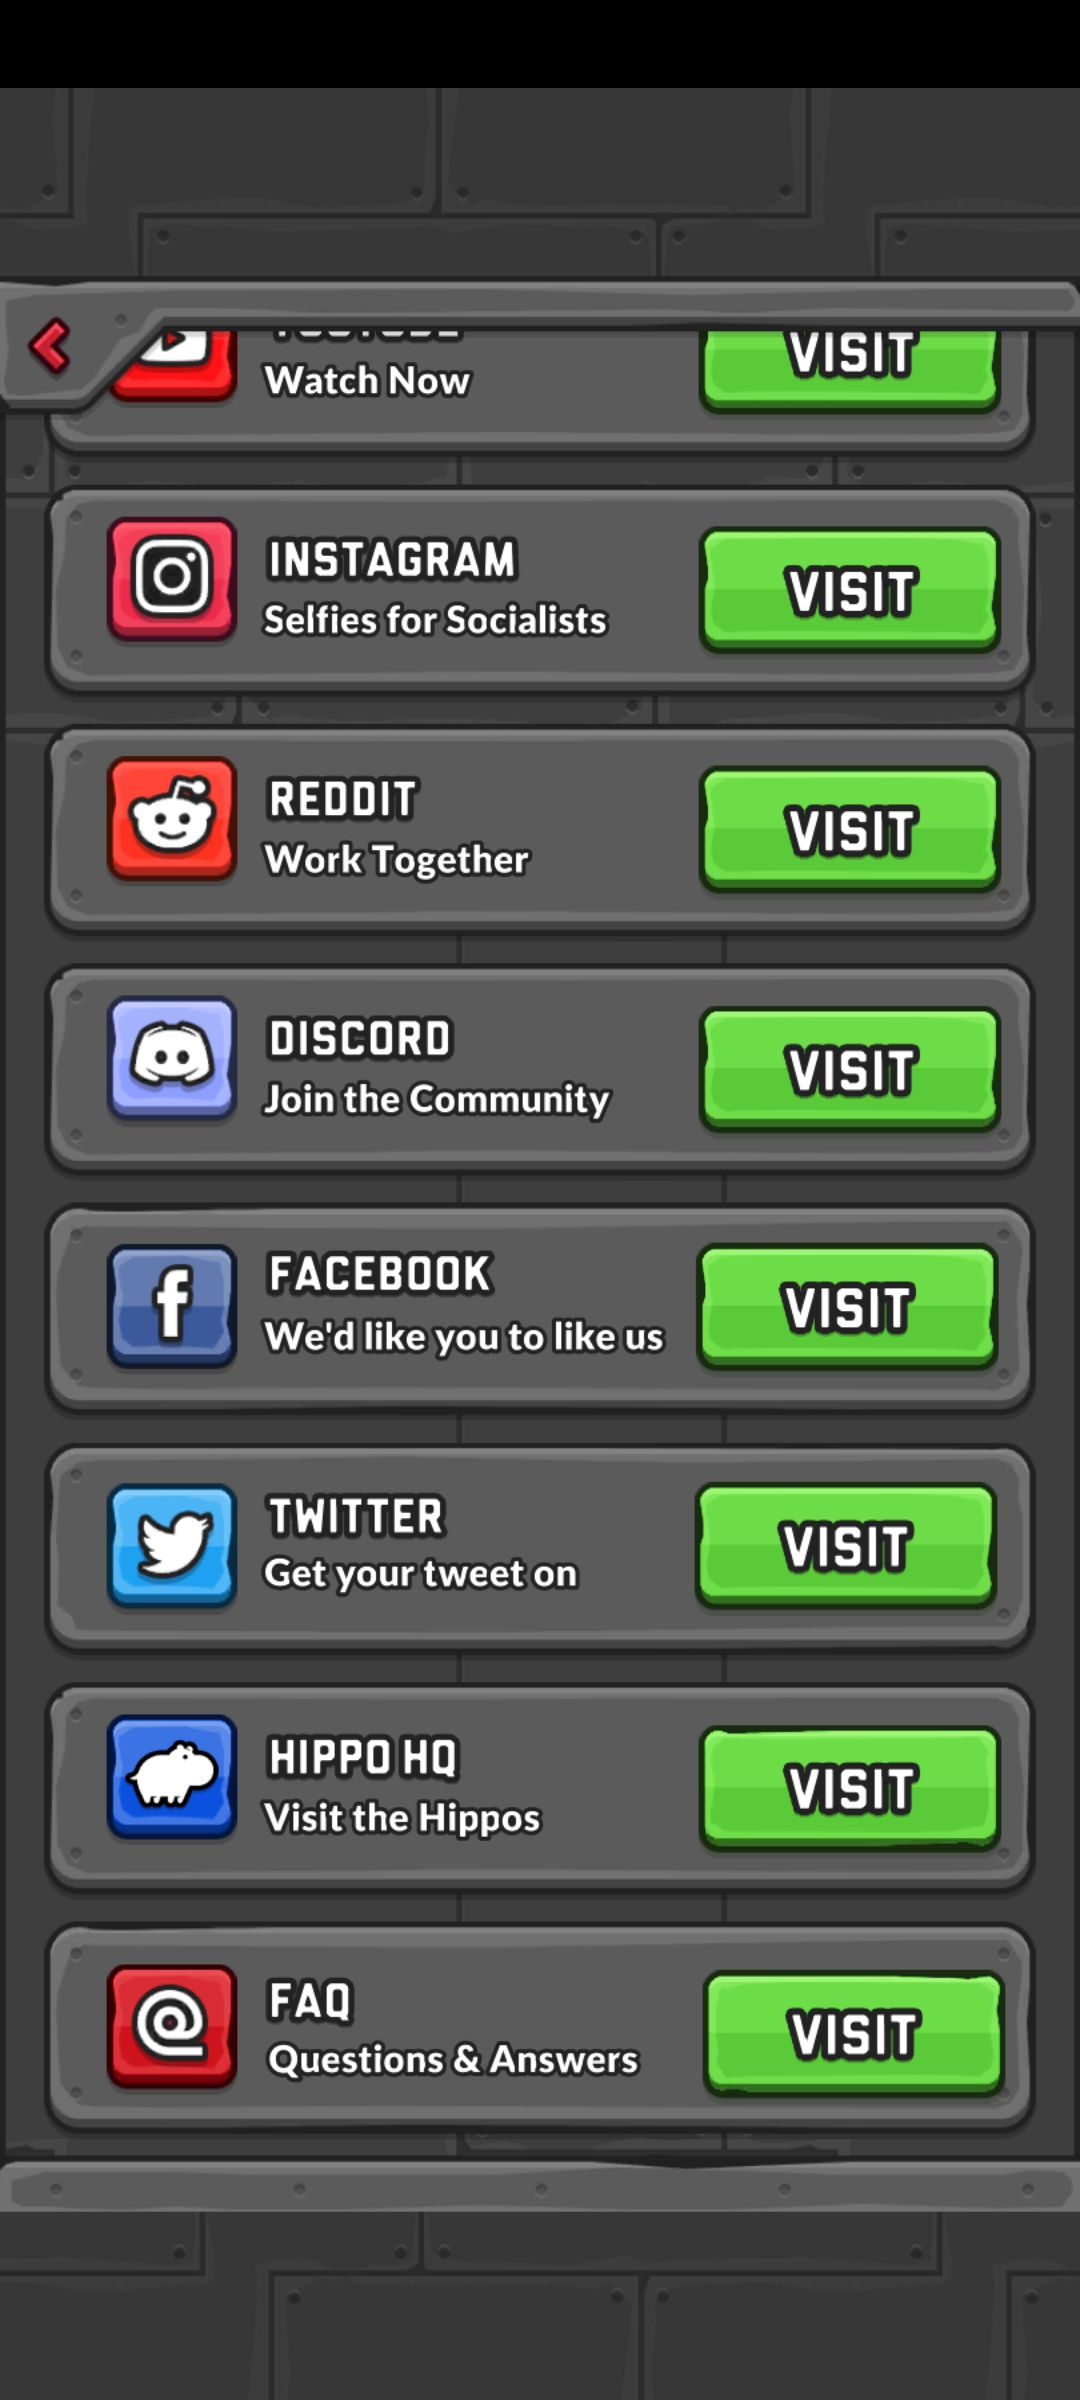 Watch Now
VISIT
INSTAGRAM
Selfies for Socialists
VISIT
REDDIT
Work Together
VISIT
DISCORD
Join the Community
VISIT
FACEBOOK
We'd like you to like us
VISIT
TWITTER
Get your tweet on
VISIT
HIPPO HQ
Visit the Hippos
VISIT
FAQ
Questions & Answers
VISIT